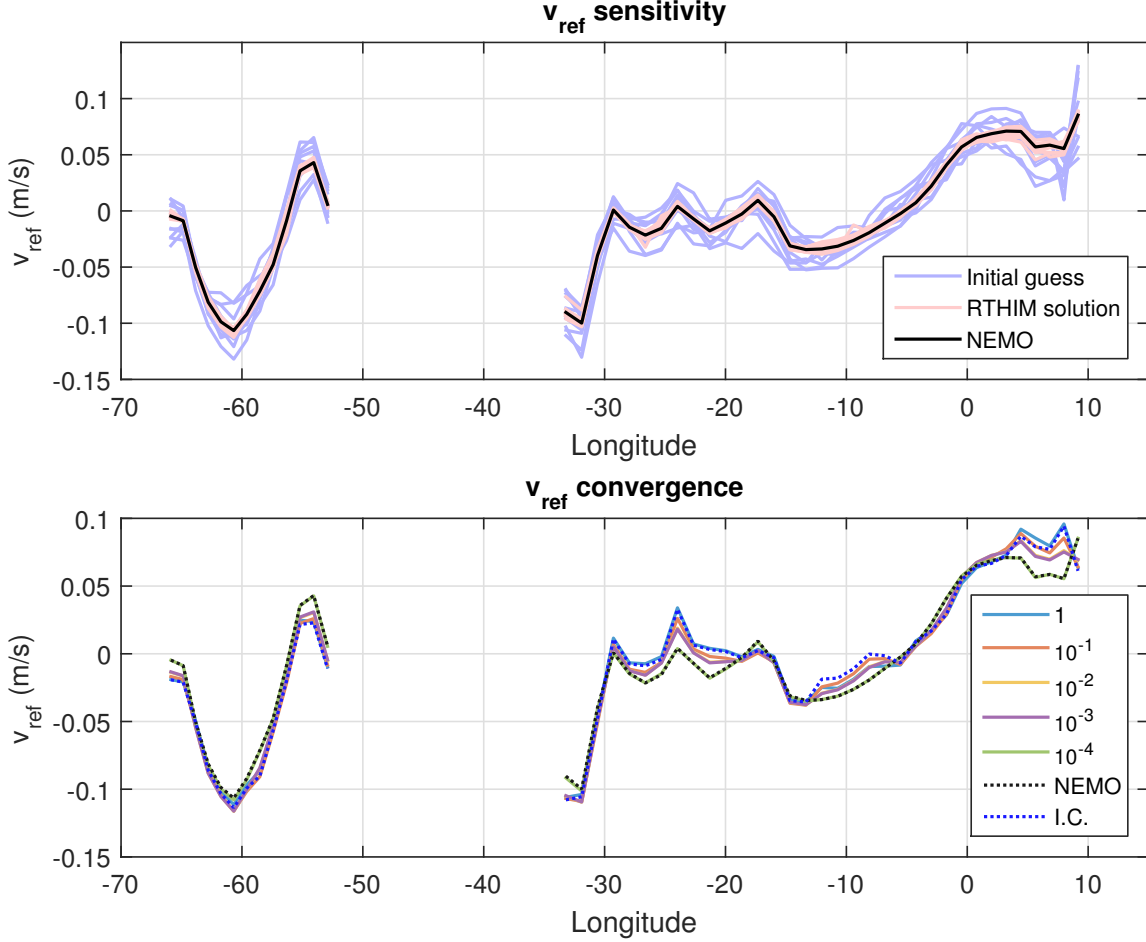 v_ref sensitivity
0.1
0.05
0
-0.05
-0.1
-0.15
v_ref (m/s)
Initial guess
RTHIM solution
NEMO
-70 -60 -50 -40 -30 -20 -10 0 10
Longitude
v_ref convergence
0.1
0.05
0
-0.05
-0.1
-0.15
v_ref (m/s)
1
10^-1
10^-2
10^-3
10^-4
NEMO
I.C.
-70 -60 -50 -40 -30 -20 -10 0 10
Longitude